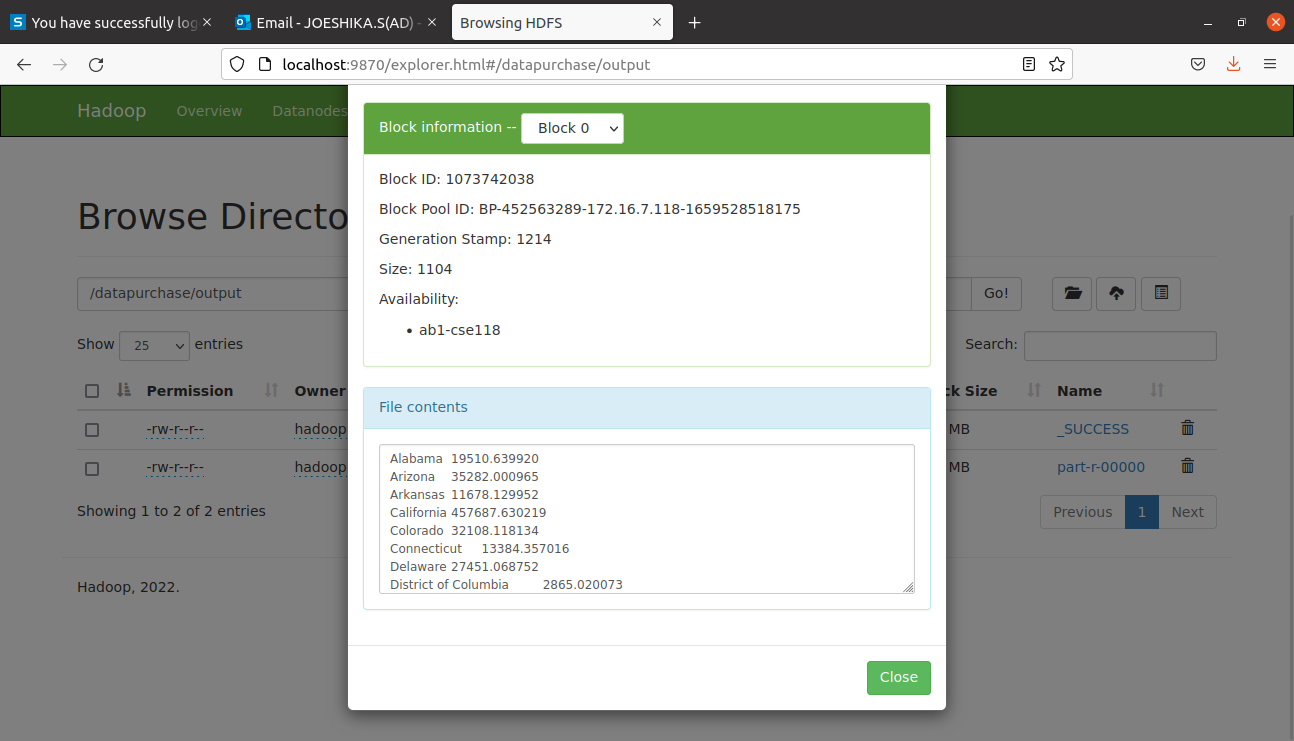 You have successfully log
Email - JOESHIKA.S(AD) -
Browsing HDFS
localhost:9870/explorer.html#/datapurchase/output
Hadoop Overview Datanodes
Block information -- Block 0
Block ID: 1073742038
Block Pool ID: BP-452563289-172.16.7.118-1659528518175
Generation Stamp: 1214
Size: 1104
Availability:
• ab1-cse118
Browse Directo
/datapurchase/output
Go!
Show 25 entries
Search:
Permission Owner ck Size Name
-rw-r--r-- hadoop MB _SUCCESS
-rw-r--r-- hadoop MB part-r-00000
Showing 1 to 2 of 2 entries
Previous 1 Next
Hadoop, 2022.
File contents
Alabama 19510.639920
Arizona 35282.000965
Arkansas 11678.129952
California 457687.630219
Colorado 32108.118134
Connecticut 13384.357016
Delaware 27451.068752
District of Columbia 2865.020073
Close